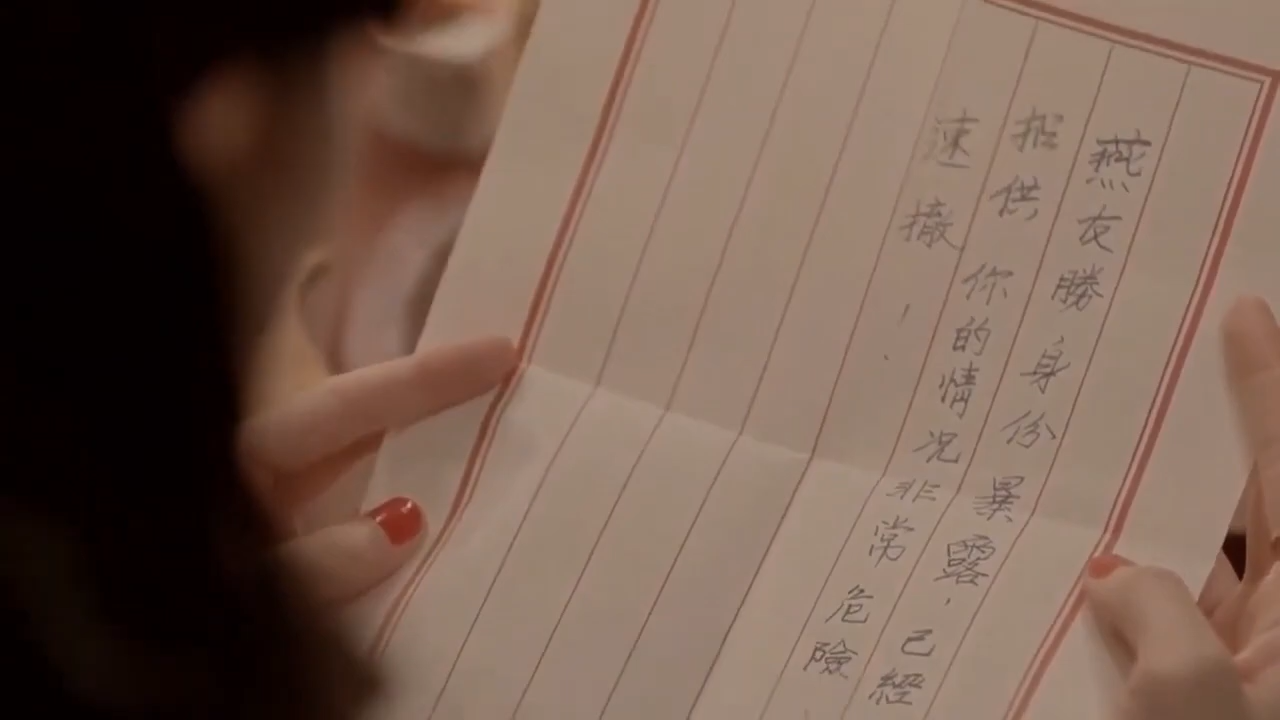 燕友勝身份暴露，已經
招供你的情况非常危險
速撤！